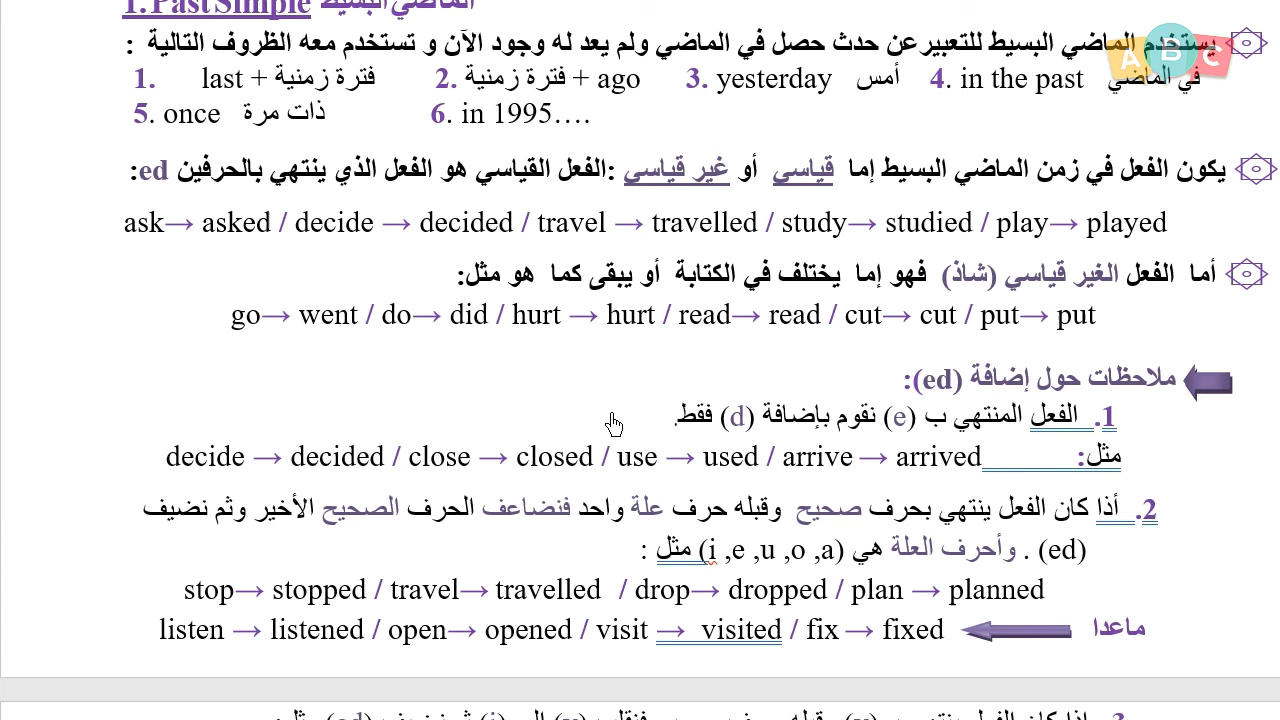 1. Past Simple الماضي البسيط
يستخدم الماضي البسيط للتعبيرعن حدث حصل في الماضي ولم يعد له وجود الآن و تستخدم معه الظروف التالية :
1. last + فترة زمنية 2. فترة زمنية + ago 3. yesterday أمس 4. in the past في الماضي
5. once ذات مرة 6. in 1995….
يكون الفعل في زمن الماضي البسيط إما قياسي أو غير قياسي :الفعل القياسي هو الفعل الذي ينتهي بالحرفين ed:
ask→ asked / decide → decided / travel → travelled / study→ studied / play→ played
أما الفعل الغير قياسي (شاذ) فهو إما يختلف في الكتابة أو يبقى كما هو مثل:
go→ went / do→ did / hurt → hurt / read→ read / cut→ cut / put→ put
ملاحظات حول إضافة (ed):
1. الفعل المنتهي ب (e) نقوم بإضافة (d) فقط.
مثل: decide → decided / close → closed / use → used / arrive → arrived
2. أذا كان الفعل ينتهي بحرف صحيح وقبله حرف علة واحد فنضاعف الحرف الصحيح الأخير وثم نضيف
(ed) . وأحرف العلة هي (i ,e ,u ,o ,a) مثل :
stop→ stopped / travel→ travelled / drop→ dropped / plan → planned
ماعدا listen → listened / open→ opened / visit → visited / fix → fixed
A B C